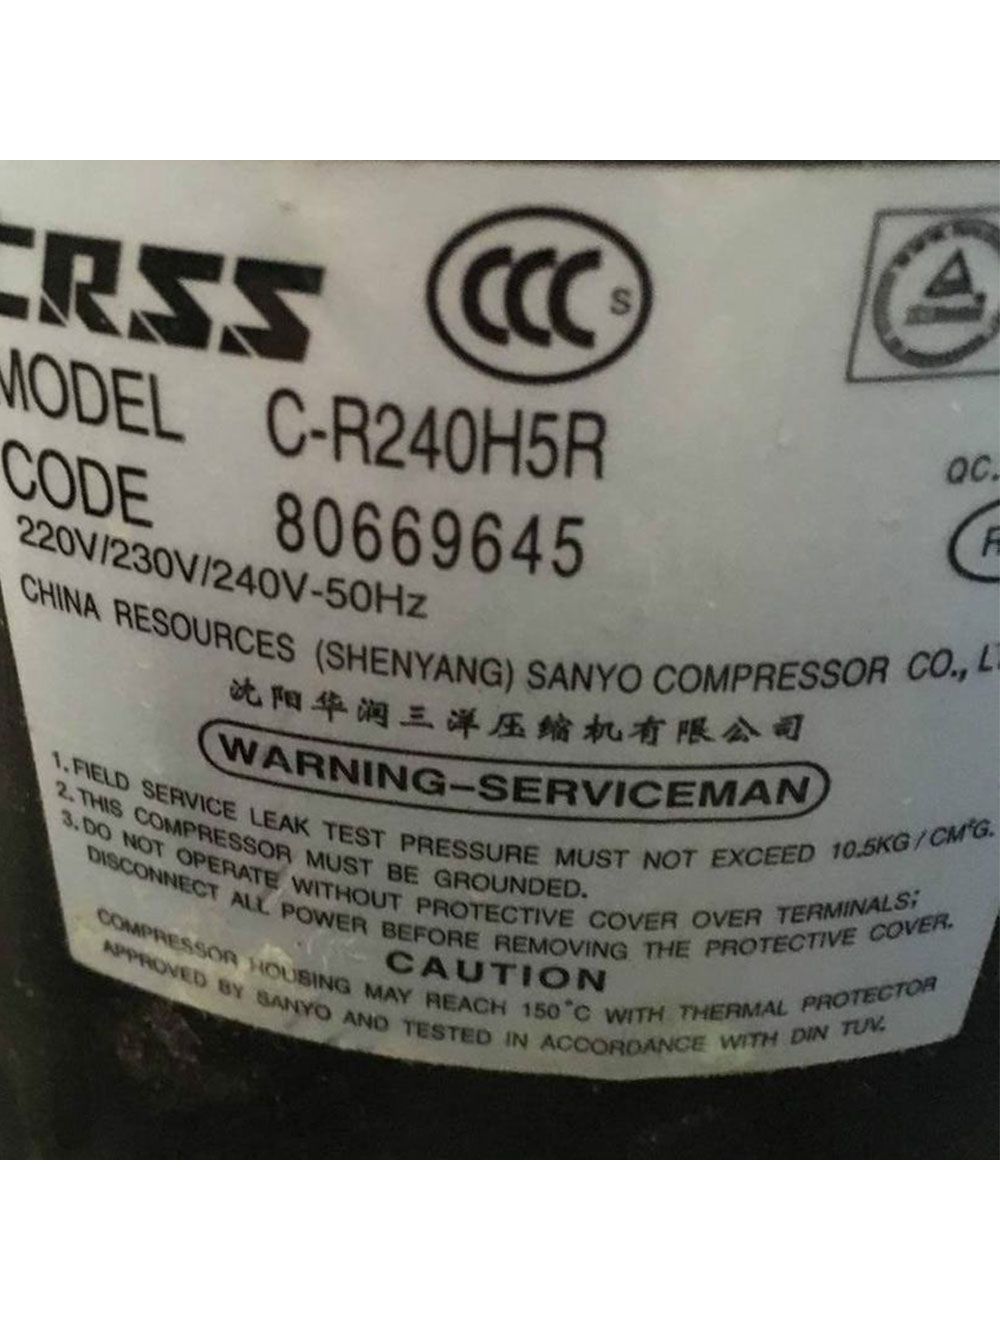 CRSS
CCC S
MODEL C-R240H5R
QC.
CODE 80669645
220V/230V/240V-50Hz
CHINA RESOURCES (SHENYANG) SANYO COMPRESSOR CO., LT
沈阳华润三洋压缩机有限公司
WARNING-SERVICEMAN
1. FIELD SERVICE LEAK TEST PRESSURE MUST NOT EXCEED 10.5KG/CM²G.
2. THIS COMPRESSOR MUST BE GROUNDED.
3. DO NOT OPERATE WITHOUT PROTECTIVE COVER OVER TERMINALS;
DISCONNECT ALL POWER BEFORE REMOVING THE PROTECTIVE COVER.
CAUTION
COMPRESSOR HOUSING MAY REACH 150°C WITH THERMAL PROTECTOR
APPROVED BY SANYO AND TESTED IN ACCORDANCE WITH DIN TUV.